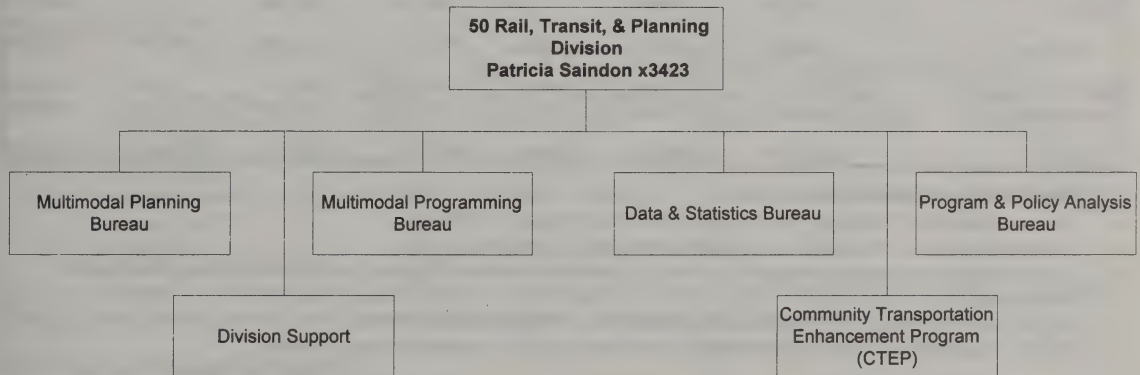 50 Rail, Transit, & Planning
Division
Patricia Saindon x3423
Multimodal Planning
Bureau
Multimodal Programming
Bureau
Data & Statistics Bureau
Program & Policy Analysis
Bureau
Division Support
Community Transportation
Enhancement Program
(CTEP)